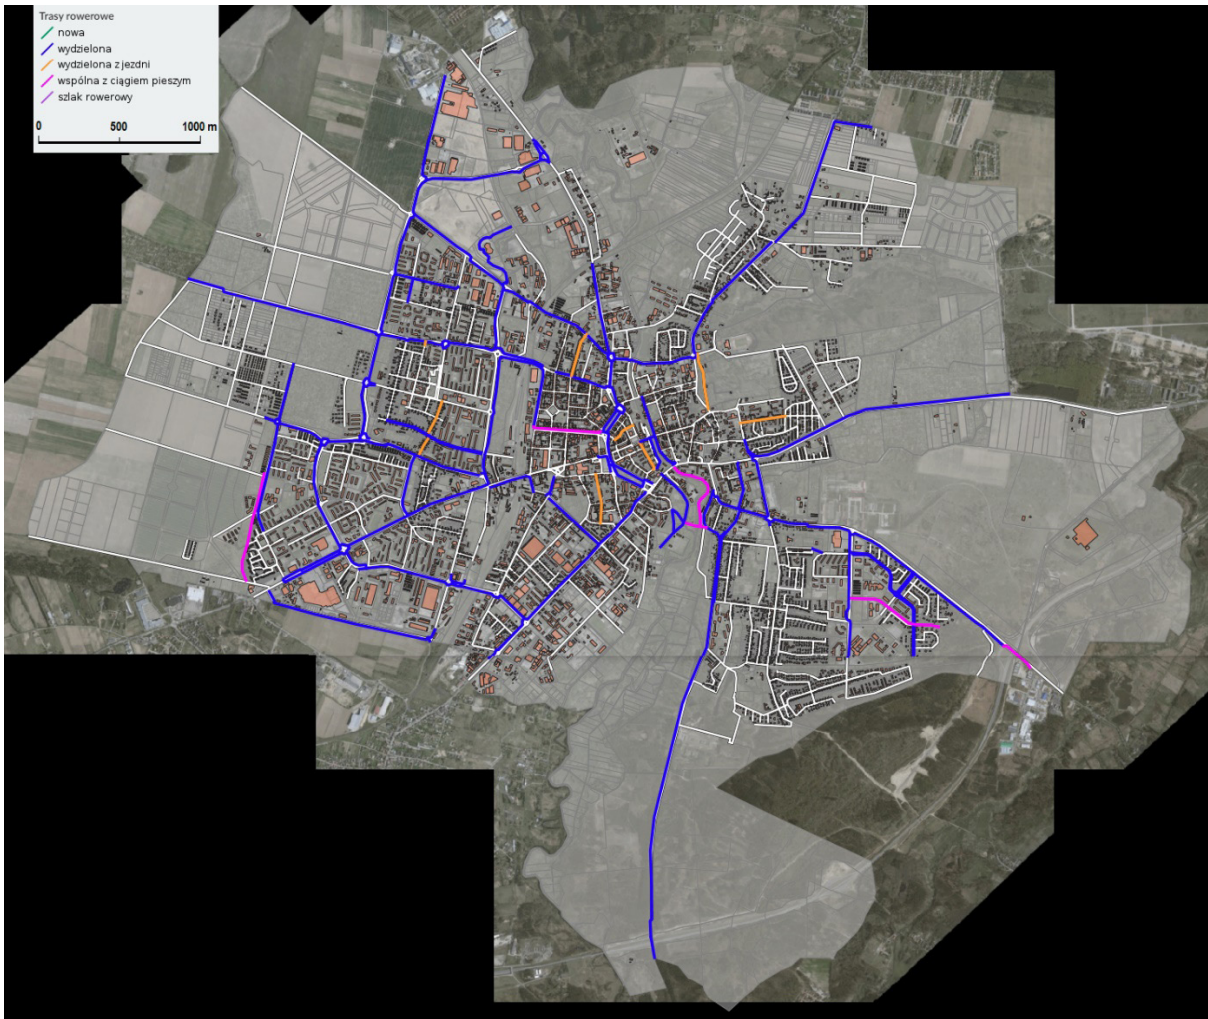 Trasy rowerowe
nowa
wydzielona
wydzielona z jezdni
wspólna z ciągiem pieszym
szlak rowerowy
0 500 1000 m